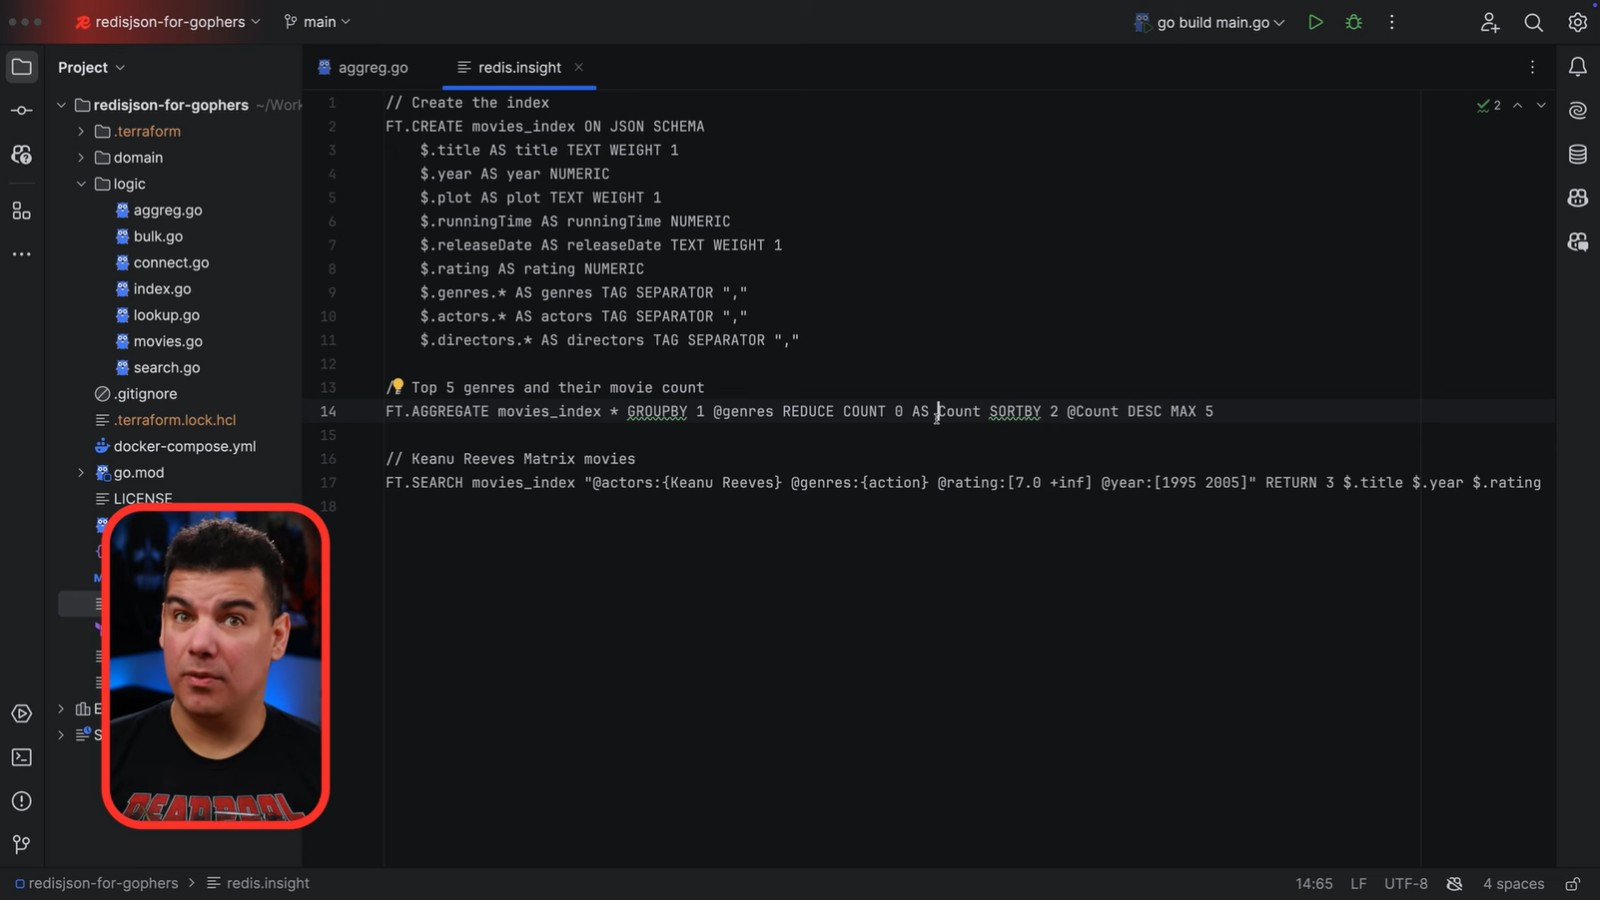 redisjson-for-gophers
main
go build main.go
Project
aggreg.go
redis.insight
redisjson-for-gophers ~/Work
.terraform
domain
logic
aggreg.go
bulk.go
connect.go
index.go
lookup.go
movies.go
search.go
.gitignore
.terraform.lock.hcl
docker-compose.yml
go.mod
LICENSE
1 // Create the index
2 FT.CREATE movies_index ON JSON SCHEMA
3 $.title AS title TEXT WEIGHT 1
4 $.year AS year NUMERIC
5 $.plot AS plot TEXT WEIGHT 1
6 $.runningTime AS runningTime NUMERIC
7 $.releaseDate AS releaseDate TEXT WEIGHT 1
8 $.rating AS rating NUMERIC
9 $.genres.* AS genres TAG SEPARATOR ","
10 $.actors.* AS actors TAG SEPARATOR ","
11 $.directors.* AS directors TAG SEPARATOR ","
12
13 / Top 5 genres and their movie count
14 FT.AGGREGATE movies_index * GROUPBY 1 @genres REDUCE COUNT 0 AS Count SORTBY 2 @Count DESC MAX 5
15
16 // Keanu Reeves Matrix movies
17 FT.SEARCH movies_index "@actors:{Keanu Reeves} @genres:{action} @rating:[7.0 +inf] @year:[1995 2005]" RETURN 3 $.title $.year $.rating
18
2
DEADPOOL
redisjson-for-gophers > redis.insight
14:65 LF UTF-8 4 spaces